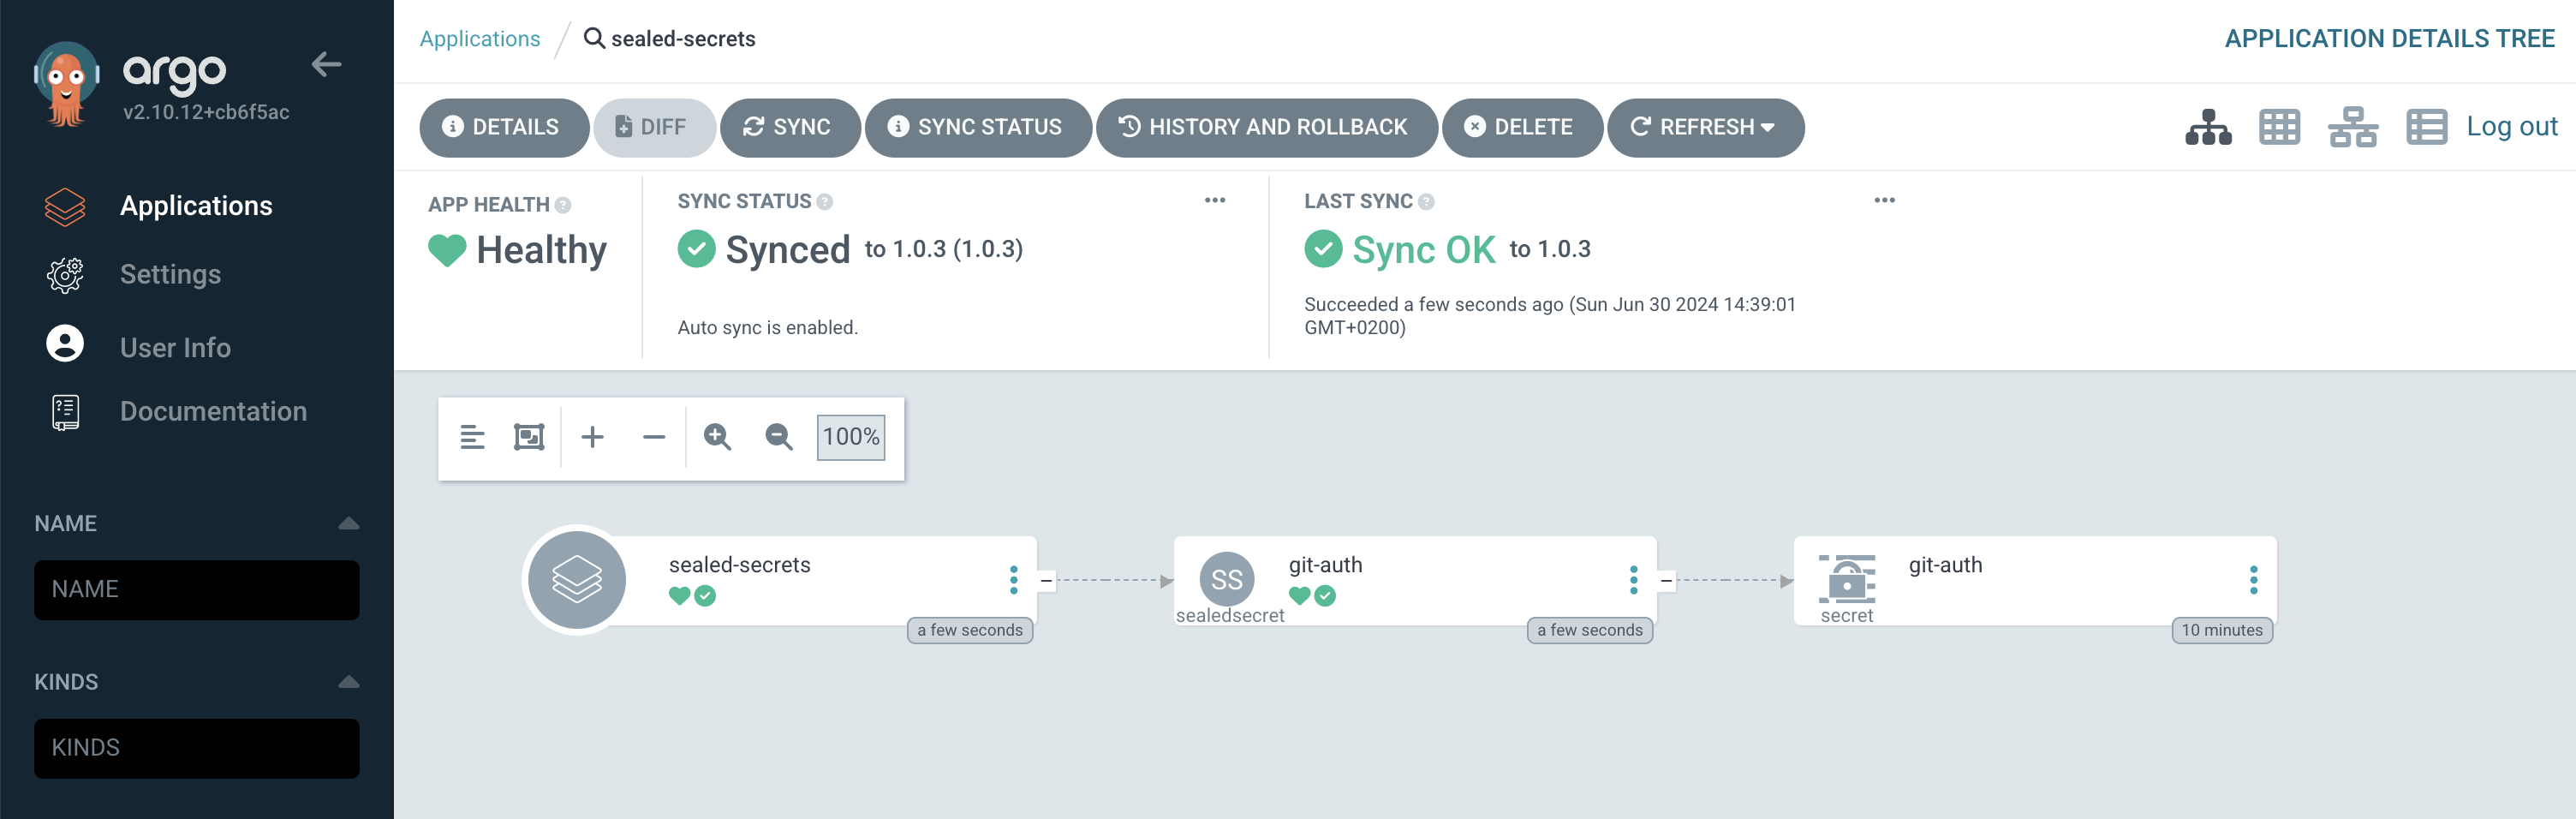 argo
v2.10.12+cb6f5ac
Applications
Settings
User Info
Documentation
NAME
NAME
KINDS
KINDS
Applications / sealed-secrets
APPLICATION DETAILS TREE
DETAILS DIFF SYNC SYNC STATUS HISTORY AND ROLLBACK DELETE REFRESH
Log out
APP HEALTH ?
Healthy
SYNC STATUS ?
Synced to 1.0.3 (1.0.3)
Auto sync is enabled.
LAST SYNC ?
Sync OK to 1.0.3
Succeeded a few seconds ago (Sun Jun 30 2024 14:39:01
GMT+0200)
100%
sealed-secrets
a few seconds
SS
sealedsecret
git-auth
a few seconds
secret
git-auth
10 minutes